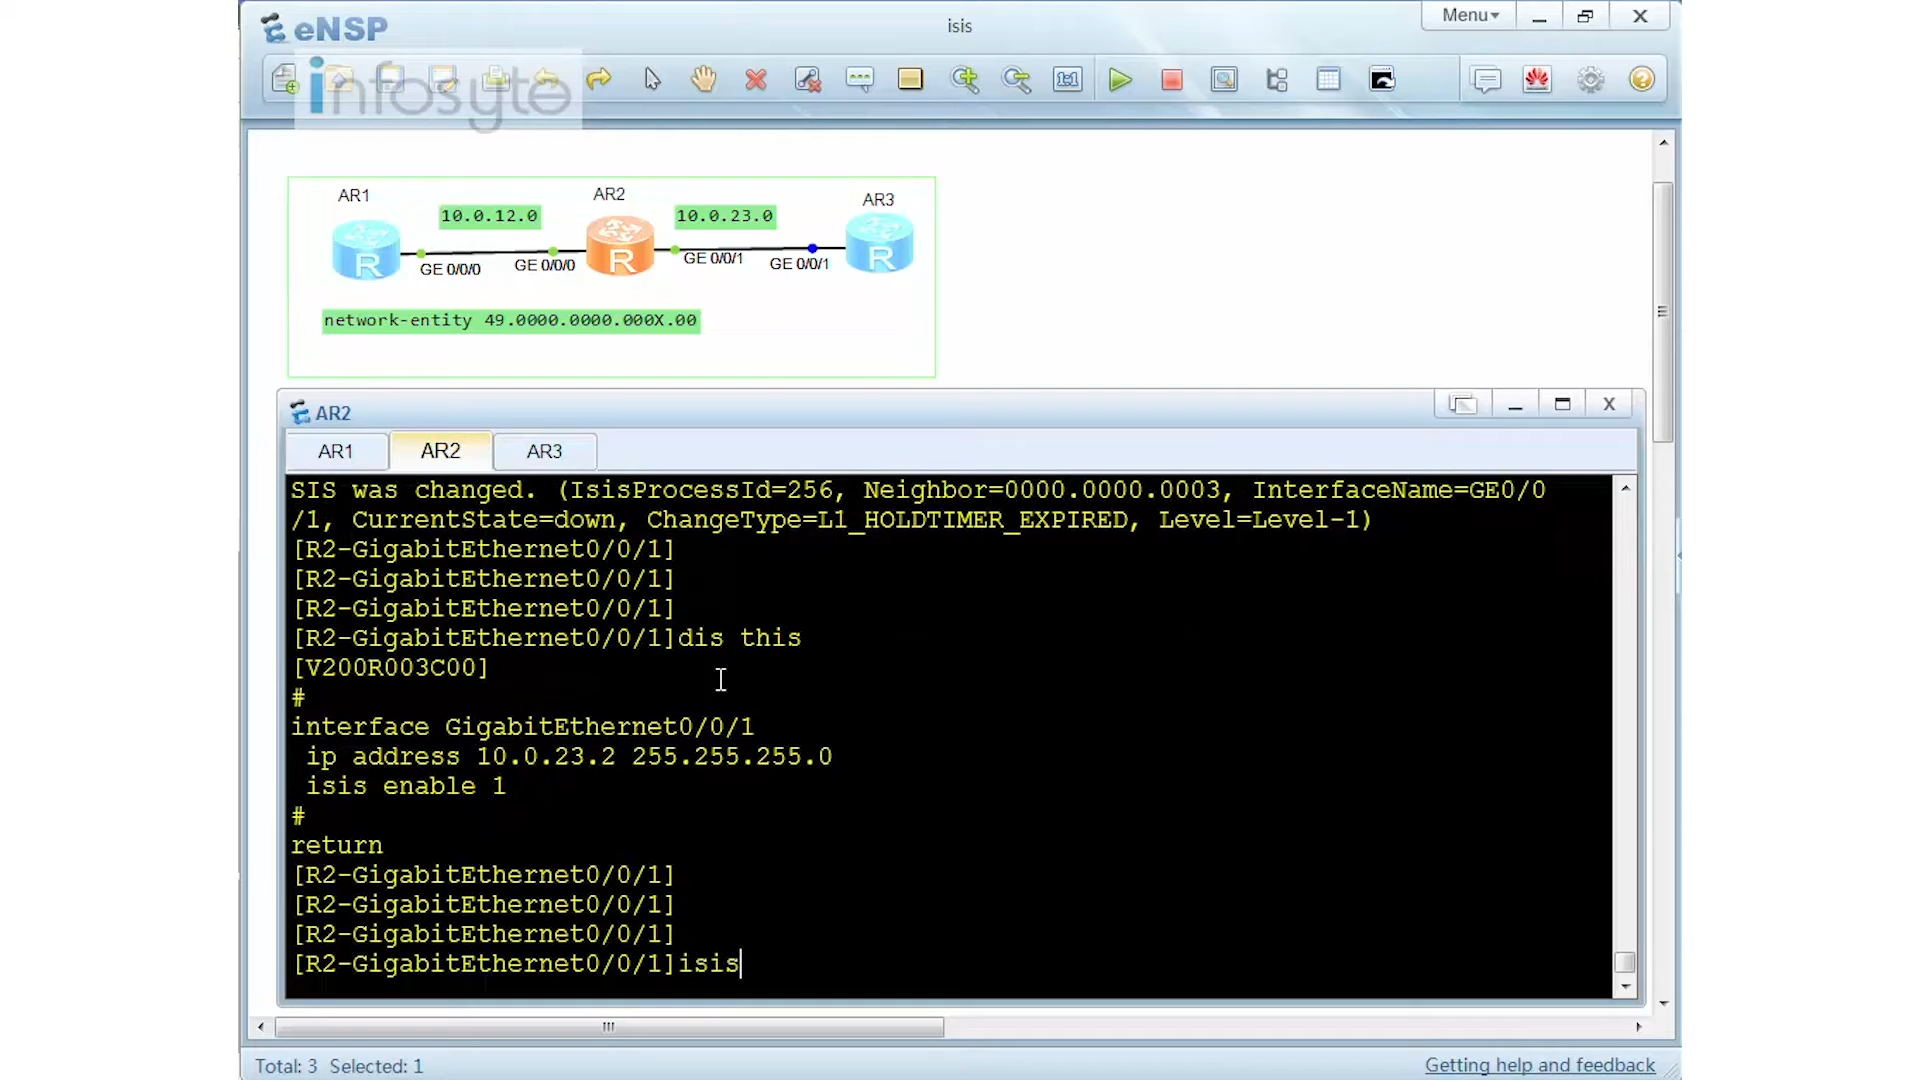 eNSP
isis
Menu
infosyte
1:1
AR1
AR2
AR3
10.0.12.0
10.0.23.0
R
R
R
GE 0/0/0
GE 0/0/0
GE 0/0/1
GE 0/0/1
network-entity 49.0000.0000.000X.00
AR2
X
AR1
AR2
AR3
SIS was changed. (IsisProcessId=256, Neighbor=0000.0000.0003, InterfaceName=GE0/0
/1, CurrentState=down, ChangeType=L1_HOLDTIMER_EXPIRED, Level=Level-1)
[R2-GigabitEthernet0/0/1]
[R2-GigabitEthernet0/0/1]
[R2-GigabitEthernet0/0/1]
[R2-GigabitEthernet0/0/1]dis this
[V200R003C00]
#
interface GigabitEthernet0/0/1
ip address 10.0.23.2 255.255.255.0
isis enable 1
#
return
[R2-GigabitEthernet0/0/1]
[R2-GigabitEthernet0/0/1]
[R2-GigabitEthernet0/0/1]
[R2-GigabitEthernet0/0/1]isis
Total: 3 Selected: 1
Getting help and feedback